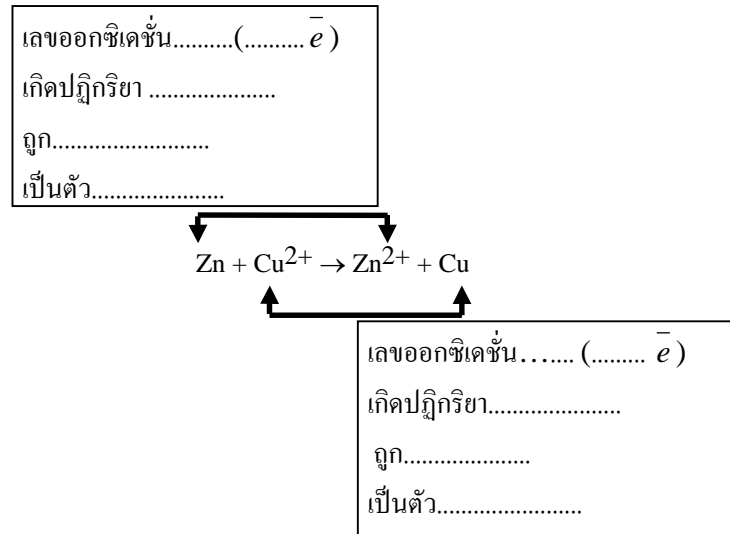 เลขออกซิเดชั่น..........(.......... e̅ )
เกิดปฏิกริยา .....................
ถูก..........................
เป็นตัว......................
Zn + Cu²⁺ → Zn²⁺ + Cu
เลขออกซิเดชั่น…..... (......... e̅ )
เกิดปฏิกริยา......................
ถูก.....................
เป็นตัว........................